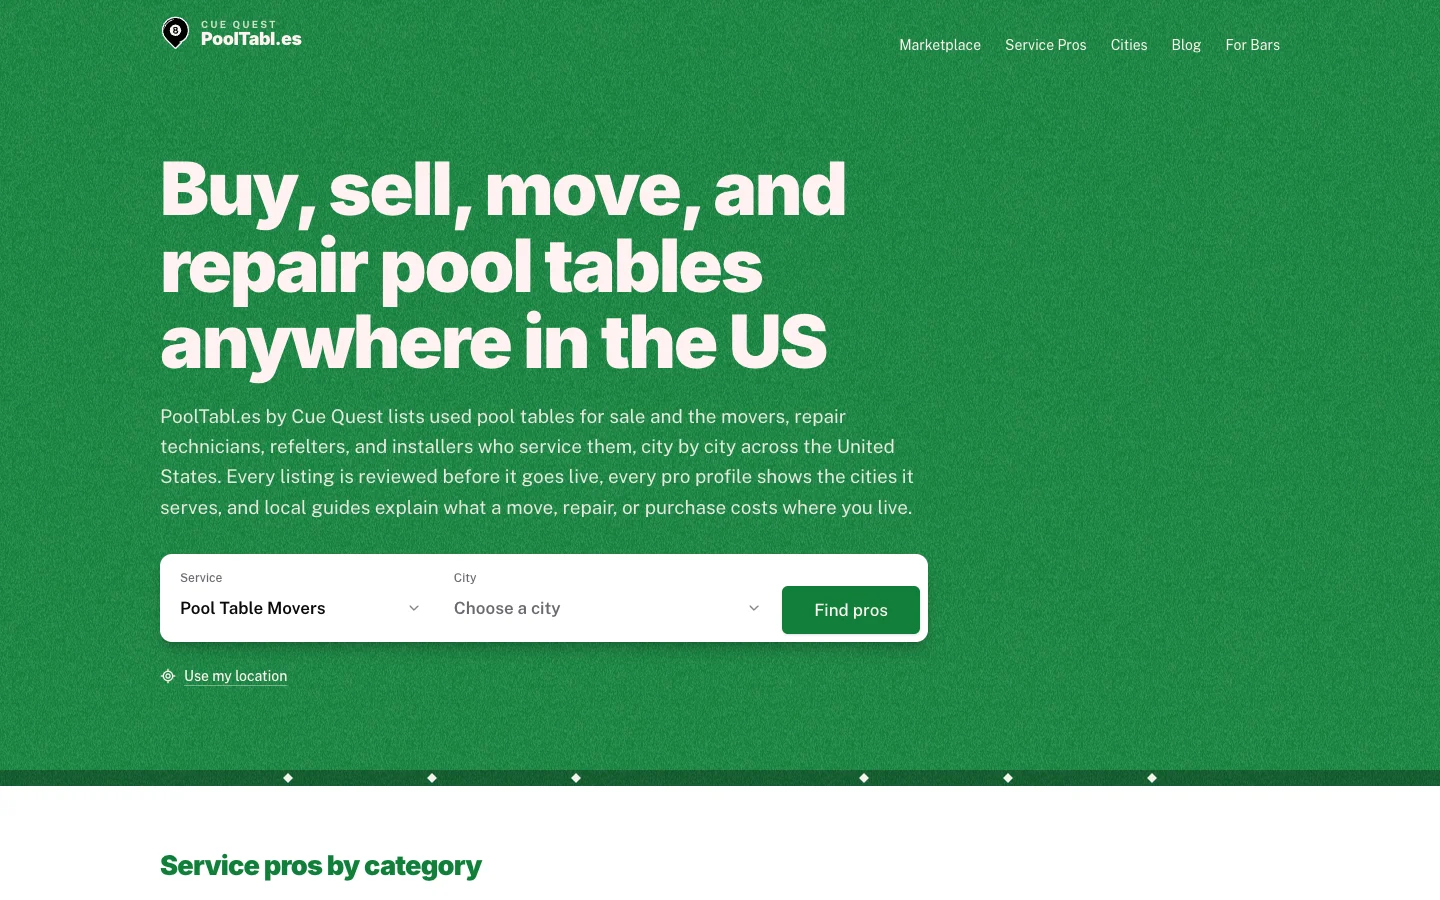 CUE QUEST
PoolTabl.es
Marketplace
Service Pros
Cities
Blog
For Bars
Buy, sell, move, and
repair pool tables
anywhere in the US
PoolTabl.es by Cue Quest lists used pool tables for sale and the movers, repair
technicians, refelters, and installers who service them, city by city across the United
States. Every listing is reviewed before it goes live, every pro profile shows the cities it
serves, and local guides explain what a move, repair, or purchase costs where you live.
Service
Pool Table Movers
City
Choose a city
Find pros
Use my location
Service pros by category